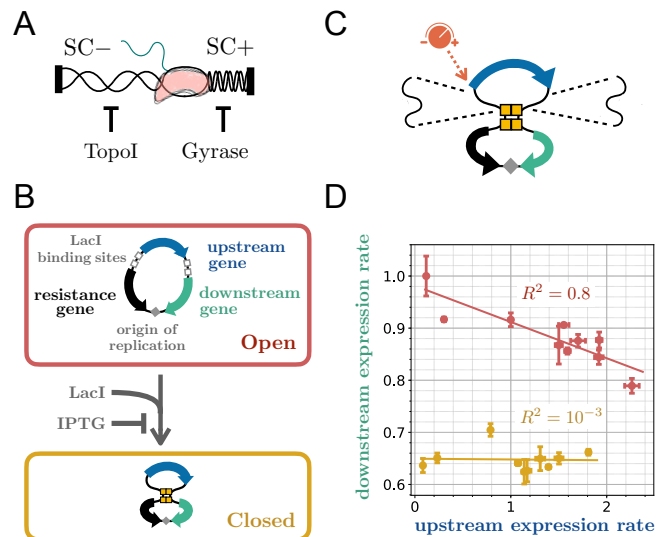 A
SC−
SC+
TopoI
Gyrase
B
LacI
binding sites
upstream
gene
resistance
gene
downstream
gene
origin of
replication
Open
LacI
IPTG
Closed
C
−
+
D
downstream expression rate
1.0
0.9
0.8
0.7
0.6
R² = 0.8
R² = 10⁻³
0
1
2
upstream expression rate